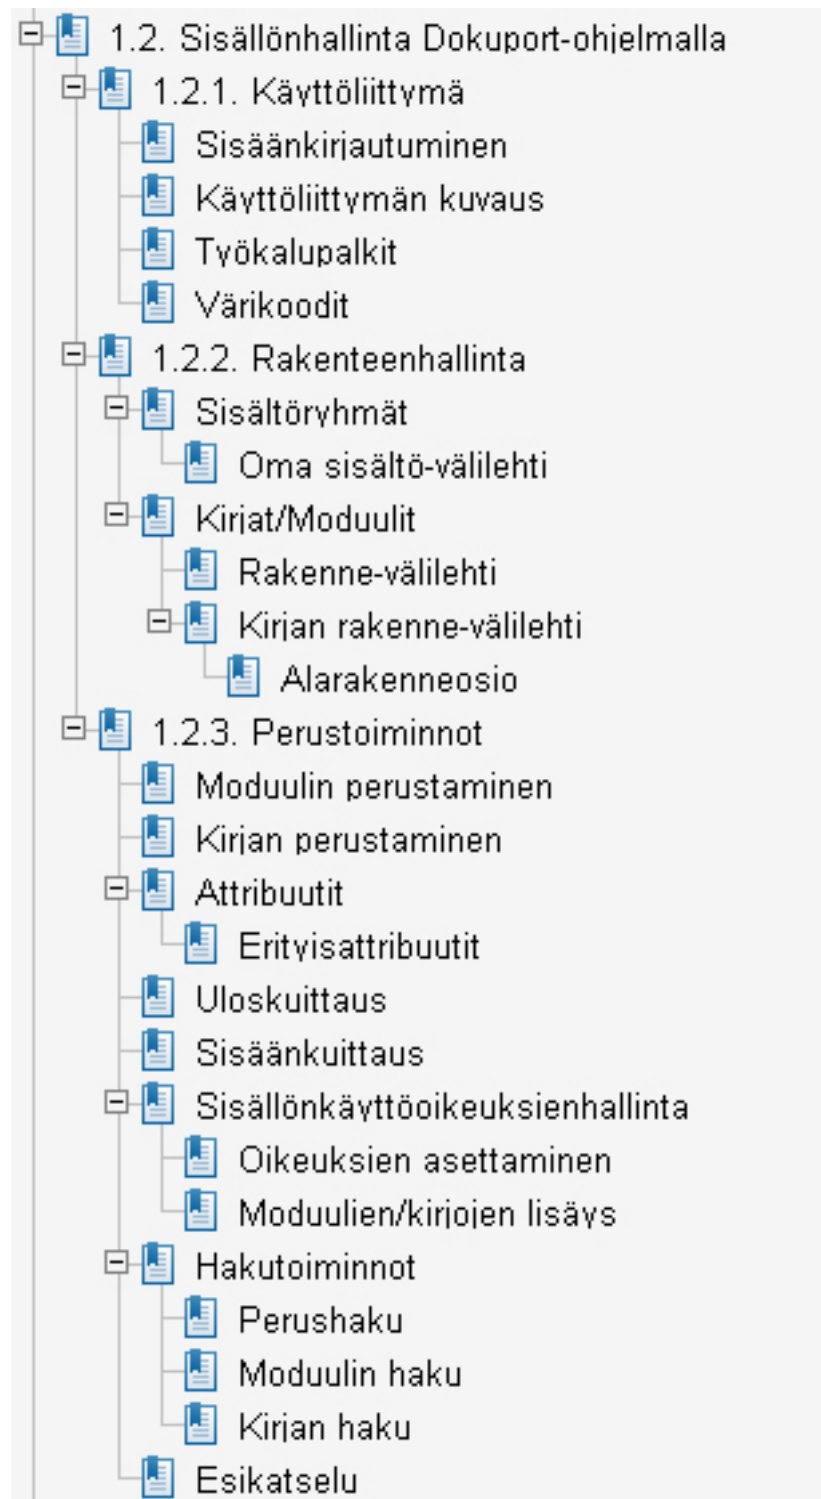 1.2. Sisällönhallinta Dokuport-ohjelmalla
1.2.1. Käyttöliittymä
Sisäänkirjautuminen
Käyttöliittymän kuvaus
Työkalupalkit
Värikoodit
1.2.2. Rakenteenhallinta
Sisältöryhmät
Oma sisältö-välilehti
Kirjat/Moduulit
Rakenne-välilehti
Kirjan rakenne-välilehti
Alarakenneosio
1.2.3. Perustoiminnot
Moduulin perustaminen
Kirjan perustaminen
Attribuutit
Erityisattribuutit
Uloskuittaus
Sisäänkuittaus
Sisällönkäyttöoikeuksienhallinta
Oikeuksien asettaminen
Moduulien/kirjojen lisäys
Hakutoiminnot
Perushaku
Moduulin haku
Kirjan haku
Esikatselu